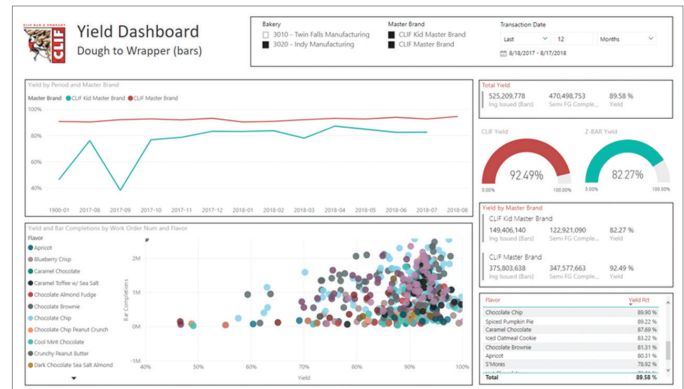 CLIF BAR & COMPANY
CLIF
Yield Dashboard
Dough to Wrapper (bars)
Bakery
3010 - Twin Falls Manufacturing
3020 - Indy Manufacturing
Master Brand
CLIF Kid Master Brand
CLIF Master Brand
Transaction Date
Last 12 Months
8/18/2017 - 8/17/2018
Yield by Period and Master Brand
Master Brand CLIF Kid Master Brand CLIF Master Brand
100%
80%
60%
40%
1900-01 2017-08 2017-09 2017-10 2017-11 2017-12 2018-01 2018-02 2018-03 2018-04 2018-05 2018-06 2018-07 2018-08
Total Yield
525,209,778 470,498,753 89.58 %
Ing Issued (Bars) Semi FG Comple... Yield
CLIF Yield
92.49%
0.00% 100.00%
Z-BAR Yield
82.27%
0.00% 100.00%
Yield by Master Brand
CLIF Kid Master Brand
149,406,140 122,921,090 82.27 %
Ing Issued (Bars) Semi FG Comple... Yield
CLIF Master Brand
375,803,638 347,577,663 92.49 %
Ing Issued (Bars) Semi FG Comple... Yield
Yield and Bar Completions by Work Order Num and Flavor
Flavor
Apricot
Blueberry Crisp
Caramel Chocolate
Caramel Toffee w/ Sea Salt
Chocolate Almond Fudge
Chocolate Brownie
Chocolate Chip
Chocolate Chip Peanut Crunch
Cool Mint Chocolate
Crunchy Peanut Butter
Dark Chocolate Sea Salt Almond
Bar Completions
2M
1M
0M
-1M
40% 50% 60% 70% 80% 90% 100%
Yield
Flavor Yield Pct
Chocolate Chip 89.90 %
Spiced Pumpkin Pie 89.22 %
Caramel Chocolate 87.69 %
Iced Oatmeal Cookie 83.22 %
Chocolate Brownie 81.31 %
Apricot 80.31 %
S'Mores 78.92 %
Total 89.58 %